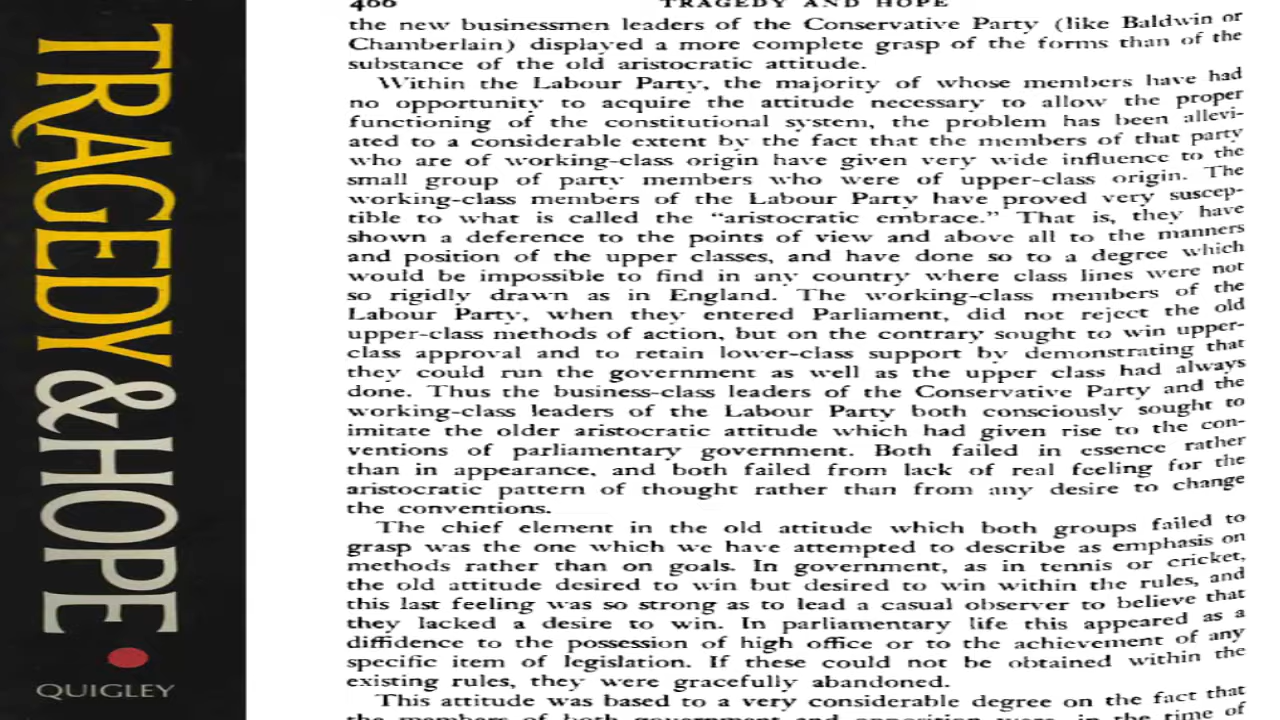 TRAGEDY & HOPE
QUIGLEY
466 TRAGEDY AND HOPE
the new businessmen leaders of the Conservative Party (like Baldwin or
Chamberlain) displayed a more complete grasp of the forms than of the
substance of the old aristocratic attitude.
Within the Labour Party, the majority of whose members have had
no opportunity to acquire the attitude necessary to allow the proper
functioning of the constitutional system, the problem has been allevi-
ated to a considerable extent by the fact that the members of that party
who are of working-class origin have given very wide influence to the
small group of party members who were of upper-class origin. The
working-class members of the Labour Party have proved very suscep-
tible to what is called the “aristocratic embrace.” That is, they have
shown a deference to the points of view and above all to the manners
and position of the upper classes, and have done so to a degree which
would be impossible to find in any country where class lines were not
so rigidly drawn as in England. The working-class members of the
Labour Party, when they entered Parliament, did not reject the old
upper-class methods of action, but on the contrary sought to win upper-
class approval and to retain lower-class support by demonstrating that
they could run the government as well as the upper class had always
done. Thus the business-class leaders of the Conservative Party and the
working-class leaders of the Labour Party both consciously sought to
imitate the older aristocratic attitude which had given rise to the con-
ventions of parliamentary government. Both failed in essence rather
than in appearance, and both failed from lack of real feeling for the
aristocratic pattern of thought rather than from any desire to change
the conventions.
The chief element in the old attitude which both groups failed to
grasp was the one which we have attempted to describe as emphasis on
methods rather than on goals. In government, as in tennis or cricket,
the old attitude desired to win but desired to win within the rules, and
this last feeling was so strong as to lead a casual observer to believe that
they lacked a desire to win. In parliamentary life this appeared as a
diffidence to the possession of high office or to the achievement of any
specific item of legislation. If these could not be obtained within the
existing rules, they were gracefully abandoned.
This attitude was based to a very considerable degree on the fact that
the members of both government and opposition were, in the time of